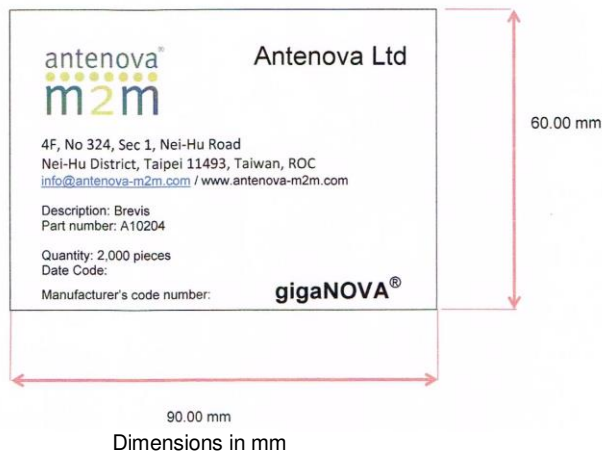 antenova®
m2m
Antenova Ltd
4F, No 324, Sec 1, Nei-Hu Road
Nei-Hu District, Taipei 11493, Taiwan, ROC
info@antenova-m2m.com / www.antenova-m2m.com
Description: Brevis
Part number: A10204
Quantity: 2,000 pieces
Date Code:
Manufacturer's code number:
gigaNOVA®
60.00 mm
90.00 mm
Dimensions in mm